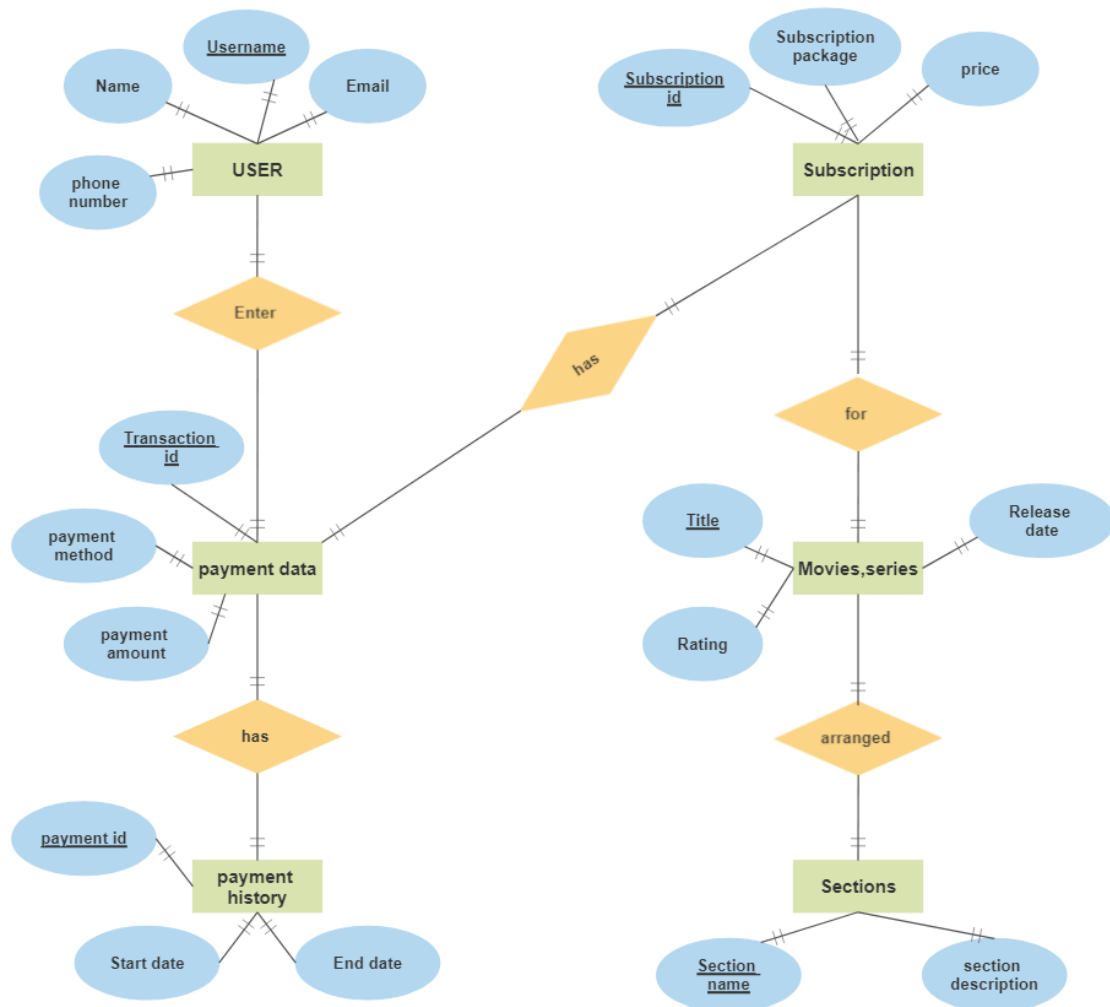 Username
Name
Email
phone
number
USER
Subscription
package
Subscription
id
price
Subscription
Enter
has
for
Transaction
id
payment
method
payment data
payment
amount
Title
Release
date
Movies,series
Rating
has
arranged
payment id
payment
history
Start date
End date
Sections
Section
name
section
description